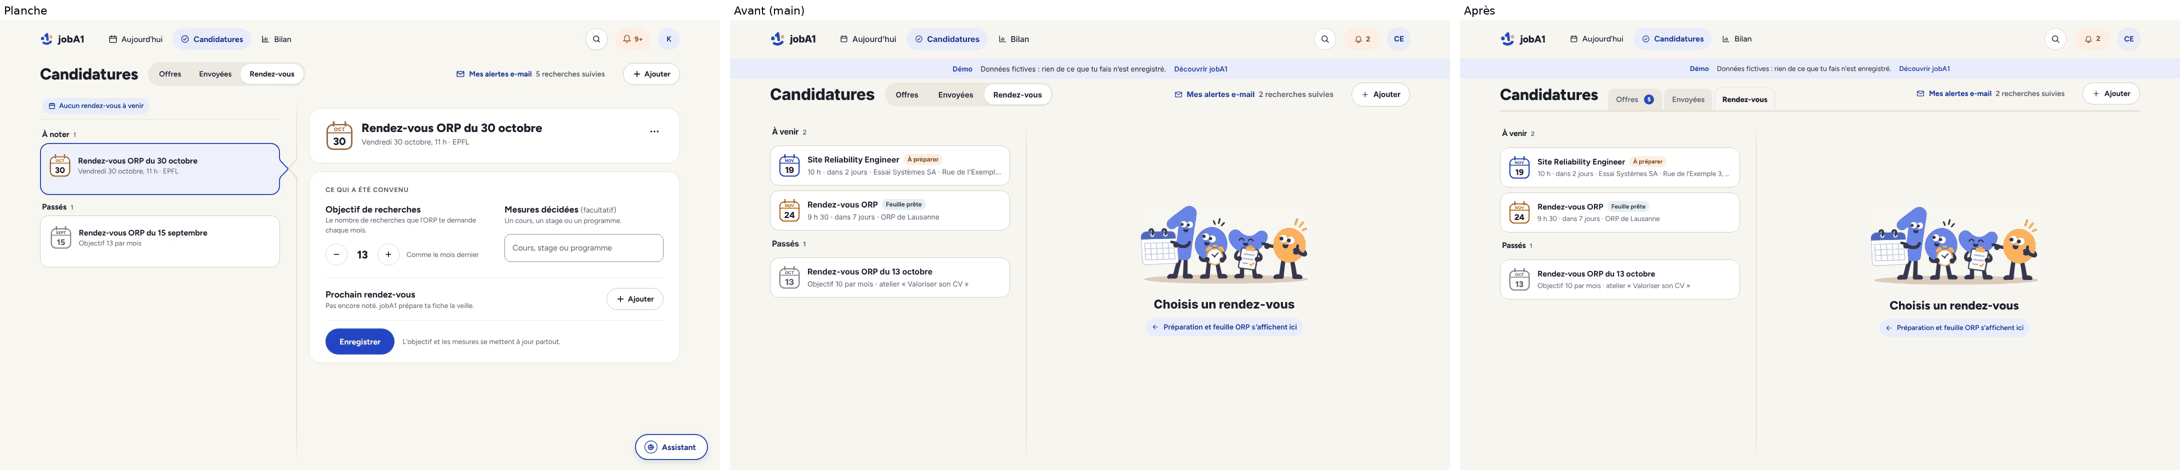 Planche
jobA1 Aujourd'hui Candidatures Bilan 9+ K
Candidatures Offres Envoyées Rendez-vous Mes alertes e-mail 5 recherches suivies + Ajouter
Aucun rendez-vous à venir
À noter 1
OCT 30 Rendez-vous ORP du 30 octobre
Vendredi 30 octobre, 11 h · EPFL
Passés 1
SEPT 15 Rendez-vous ORP du 15 septembre
Objectif 13 par mois
OCT 30 Rendez-vous ORP du 30 octobre ...
Vendredi 30 octobre, 11 h · EPFL
CE QUI A ÉTÉ CONVENU
Objectif de recherches
Le nombre de recherches que l'ORP te demande
chaque mois.
− 13 + Comme le mois dernier
Mesures décidées (facultatif)
Un cours, un stage ou un programme.
Cours, stage ou programme
Prochain rendez-vous
Pas encore noté. jobA1 prépare ta fiche la veille.
+ Ajouter
Enregistrer L'objectif et les mesures se mettent à jour partout.
Assistant
Avant (main)
jobA1 Aujourd'hui Candidatures Bilan 2 CE
Démo Données fictives : rien de ce que tu fais n'est enregistré. Découvrir jobA1
Candidatures Offres Envoyées Rendez-vous Mes alertes e-mail 2 recherches suivies + Ajouter
À venir 2
NOV 19 Site Reliability Engineer À préparer
10 h · dans 2 jours · Essai Systèmes SA · Rue de l'Exempl...
NOV 24 Rendez-vous ORP Feuille prête
9 h 30 · dans 7 jours · ORP de Lausanne
Passés 1
OCT 13 Rendez-vous ORP du 13 octobre
Objectif 10 par mois · atelier « Valoriser son CV »
Choisis un rendez-vous
← Préparation et feuille ORP s'affichent ici
Après
jobA1 Aujourd'hui Candidatures Bilan 2 CE
Démo Données fictives : rien de ce que tu fais n'est enregistré. Découvrir jobA1
Candidatures Offres 5 Envoyées Rendez-vous Mes alertes e-mail 2 recherches suivies + Ajouter
À venir 2
NOV 19 Site Reliability Engineer À préparer
10 h · dans 2 jours · Essai Systèmes SA · Rue de l'Exemple 3, ...
NOV 24 Rendez-vous ORP Feuille prête
9 h 30 · dans 7 jours · ORP de Lausanne
Passés 1
OCT 13 Rendez-vous ORP du 13 octobre
Objectif 10 par mois · atelier « Valoriser son CV »
Choisis un rendez-vous
← Préparation et feuille ORP s'affichent ici